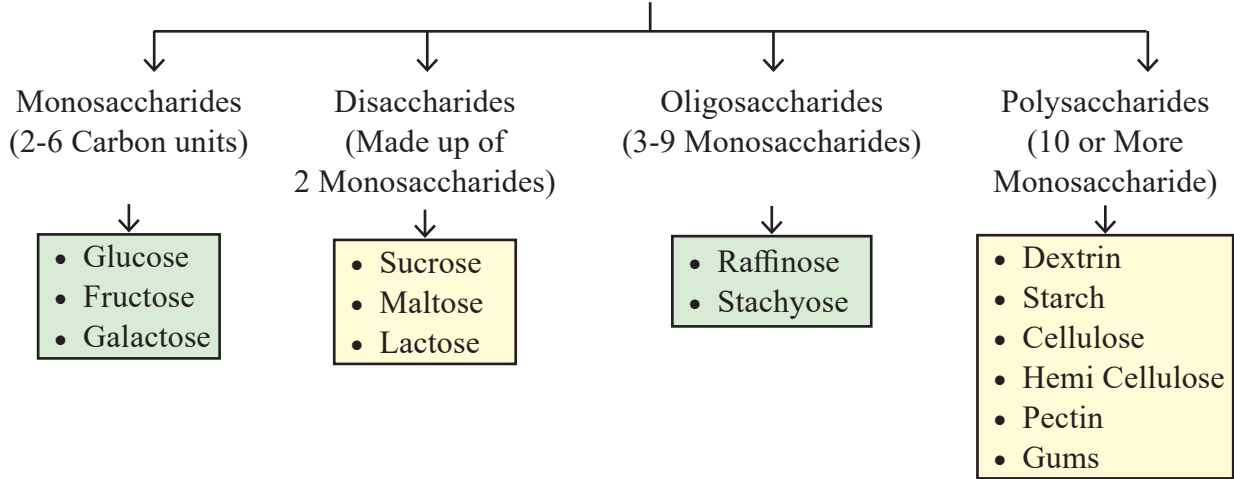 Monosaccharides
(2-6 Carbon units)
• Glucose
• Fructose
• Galactose
Disaccharides
(Made up of
2 Monosaccharides)
• Sucrose
• Maltose
• Lactose
Oligosaccharides
(3-9 Monosaccharides)
• Raffinose
• Stachyose
Polysaccharides
(10 or More
Monosaccharide)
• Dextrin
• Starch
• Cellulose
• Hemi Cellulose
• Pectin
• Gums